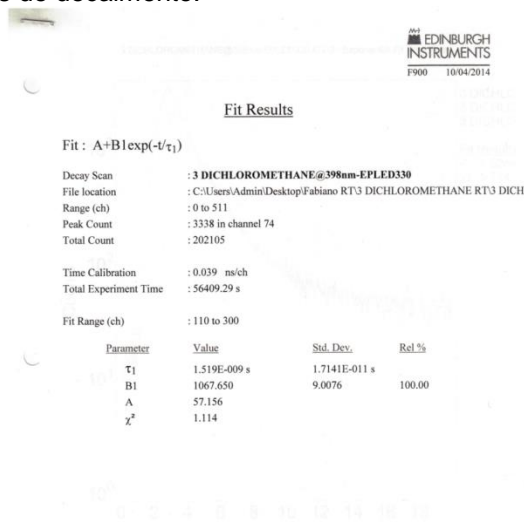 EDINBURGH
INSTRUMENTS
F900 10/04/2014
Fit Results
Fit : A+B1exp(-t/τ₁)
Decay Scan : 3 DICHLOROMETHANE@398nm-EPLED330
File location : C:\Users\Admin\Desktop\Fabiano RT\3 DICHLOROMETHANE RT\3 DICH
Range (ch) : 0 to 511
Peak Count : 3338 in channel 74
Total Count : 202105
Time Calibration : 0.039 ns/ch
Total Experiment Time : 56409.29 s
Fit Range (ch) : 110 to 300
Parameter Value Std. Dev. Rel %
τ₁ 1.519E-009 s 1.7141E-011 s
B1 1067.650 9.0076 100.00
A 57.156
χ² 1.114